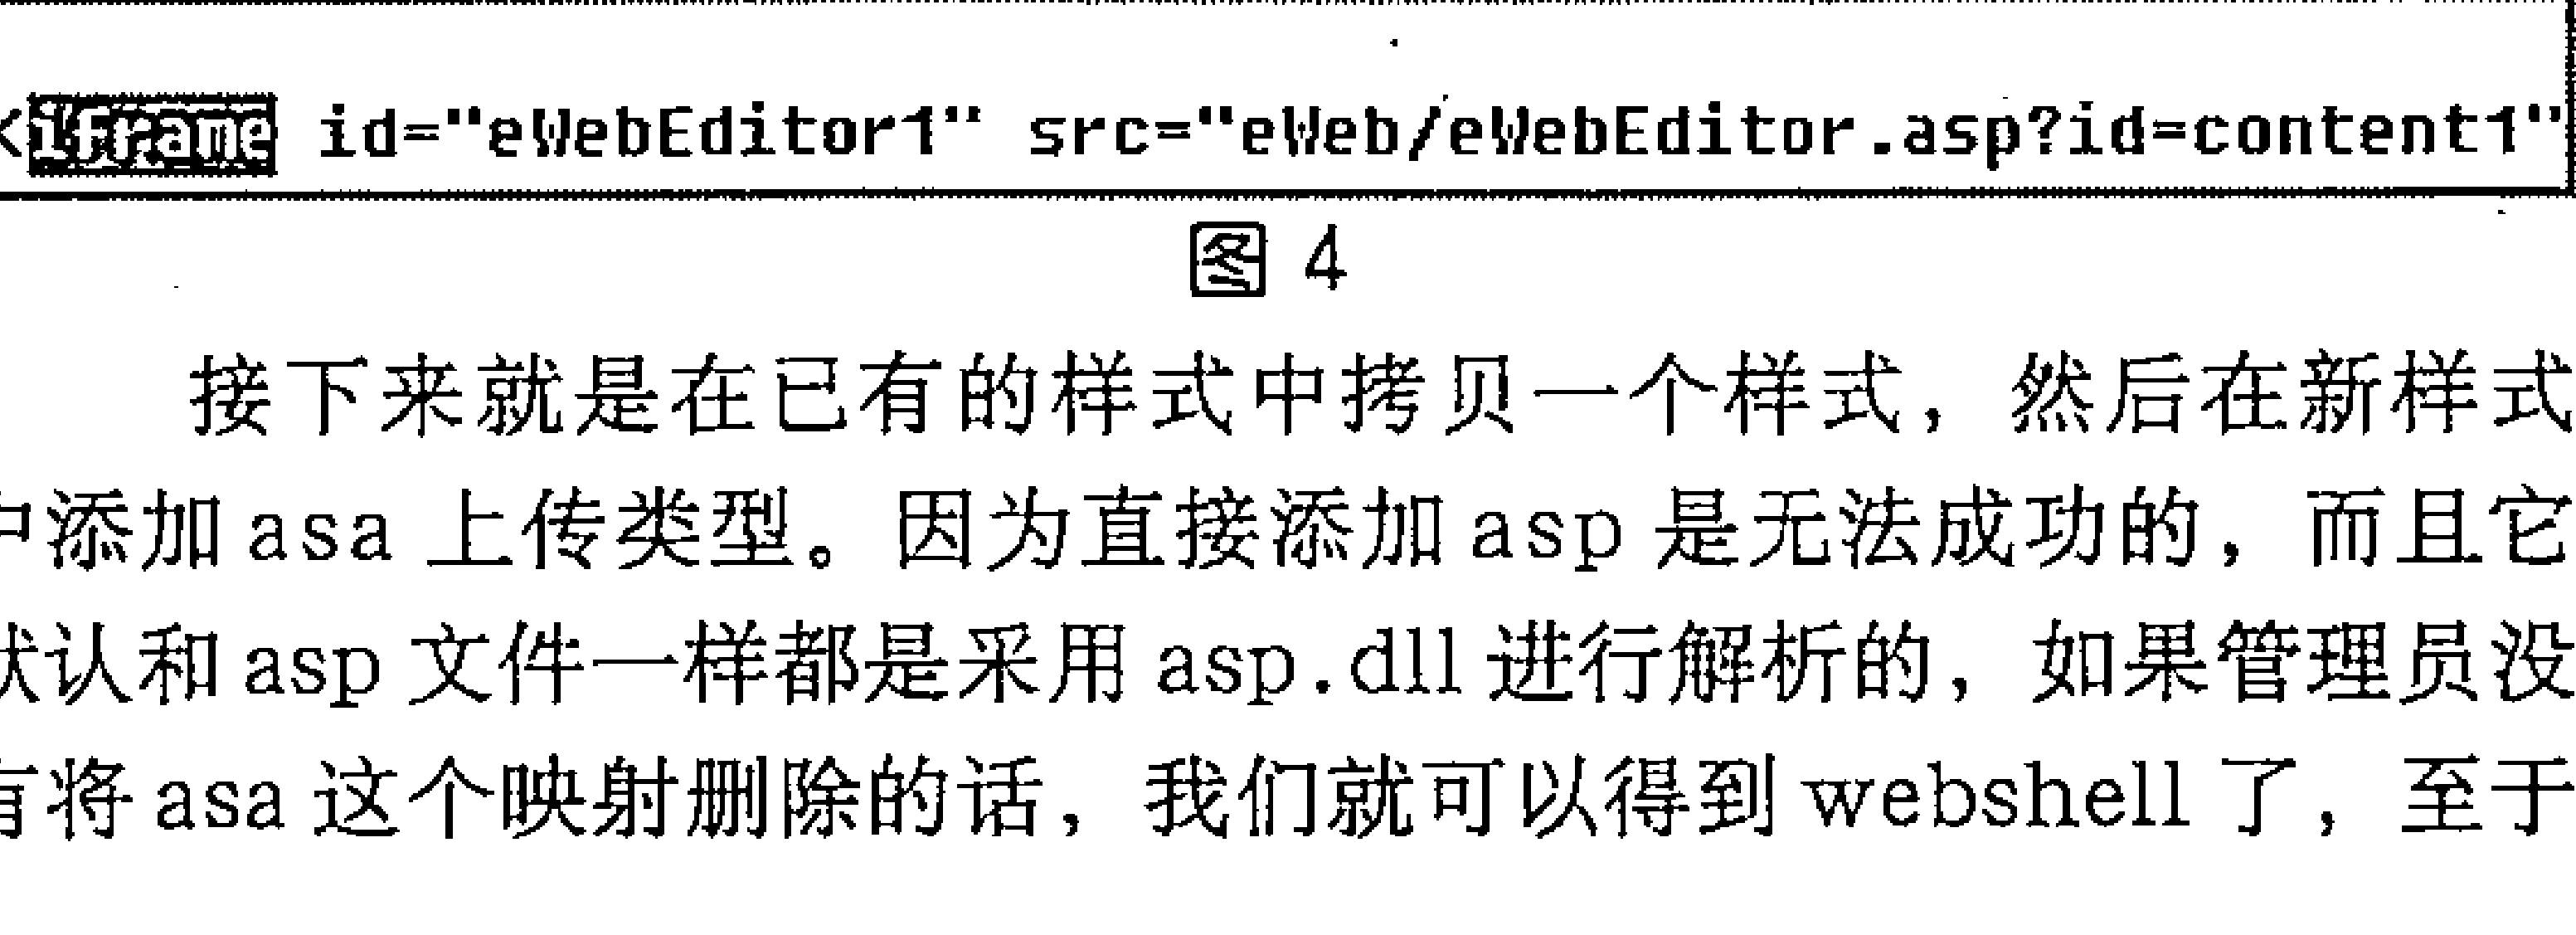 <iframe id="eWebEditor1" src="eWeb/eWebEditor.asp?id=content1"
图 4
接下来就是在已有的样式中拷贝一个样式，然后在新样式
中添加 asa 上传类型。因为直接添加 asp 是无法成功的，而且它
默认和 asp 文件一样都是采用 asp.dll 进行解析的，如果管理员没
有将 asa 这个映射删除的话，我们就可以得到 webshell 了，至于